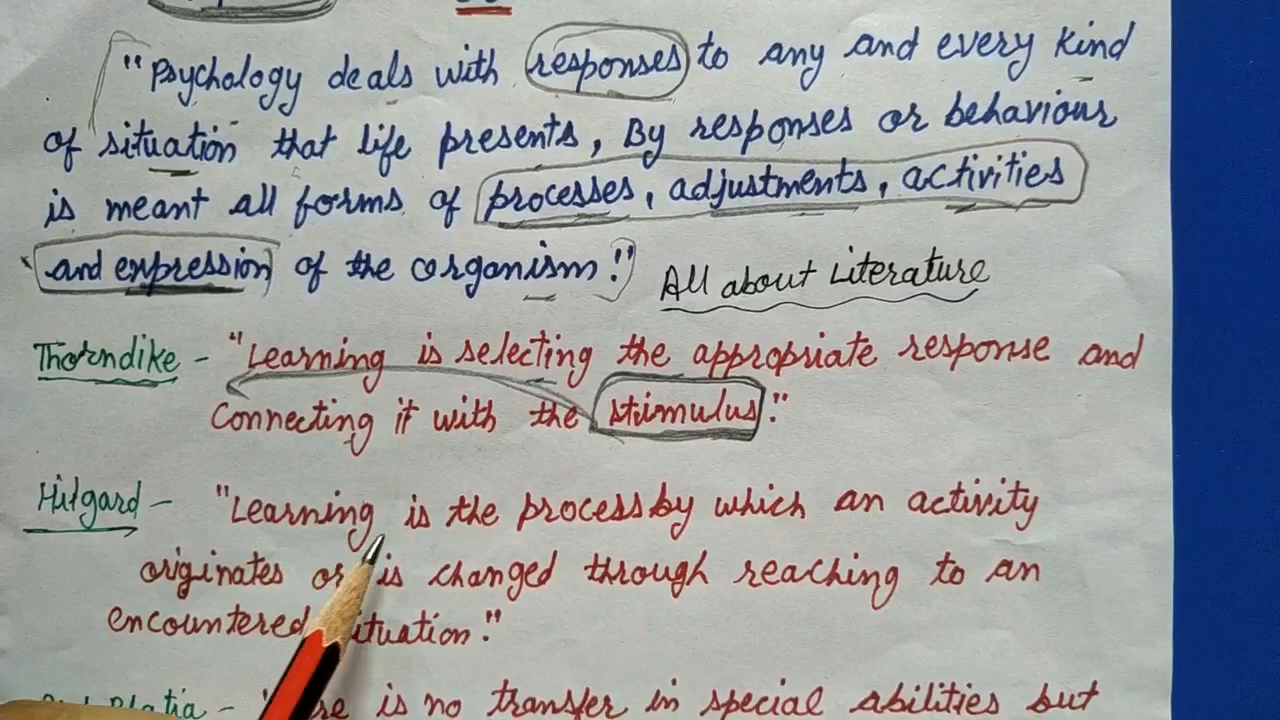 "Psychology deals with responses to any and every kind
of situation that life presents, By responses or behaviour
is meant all forms of processes, adjustments, activities
and expression of the organism."
All about Literature
Thorndike - "Learning is selecting the appropriate response and
Connecting it with the stimulus."
Hilgard - "Learning is the process by which an activity
originates or is changed through reaching to an
encountered situation."
is no transfer in special abilities but